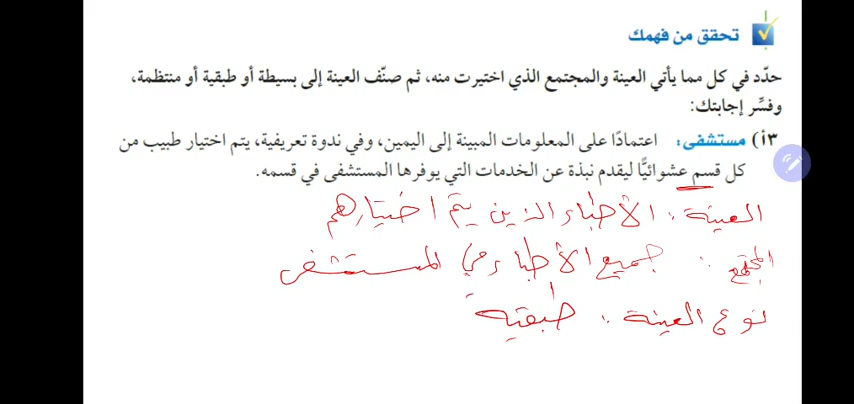 تحقق من فهمك
حدّد في كل مما يأتي العينة والمجتمع الذي اختيرت منه، ثم صنّف العينة إلى بسيطة أو طبقية أو منتظمة،
وفسِّر إجابتك:
٣أ) مستشفى: اعتمادًا على المعلومات المبينة إلى اليمين، وفي ندوة تعريفية، يتم اختيار طبيب من
كل قسم عشوائيًّا ليقدم نبذة عن الخدمات التي يوفرها المستشفى في قسمه.
العينة: الأطباء الذين يتم اختيارهم
المجتمع: جميع الأطباء في المستشفى
نوع العينة: طبقية